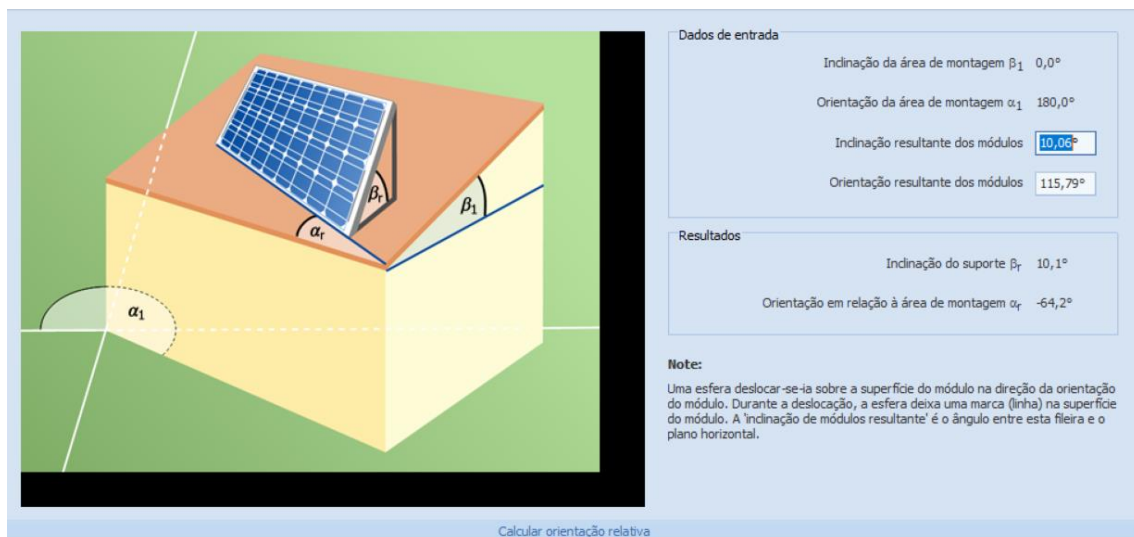 Dados de entrada
Inclinação da área de montagem β1 0,0°
Orientação da área de montagem α1 180,0°
Inclinação resultante dos módulos 10,06°
Orientação resultante dos módulos 115,79°
Resultados
Inclinação do suporte βr 10,1°
Orientação em relação à área de montagem αr -64,2°
Note:
Uma esfera deslocar-se-ia sobre a superfície do módulo na direção da orientação
do módulo. Durante a deslocação, a esfera deixa uma marca (linha) na superfície
do módulo. A 'inclinação de módulos resultante' é o ângulo entre esta fileira e o
plano horizontal.
βr
β1
αr
α1
Calcular orientação relativa